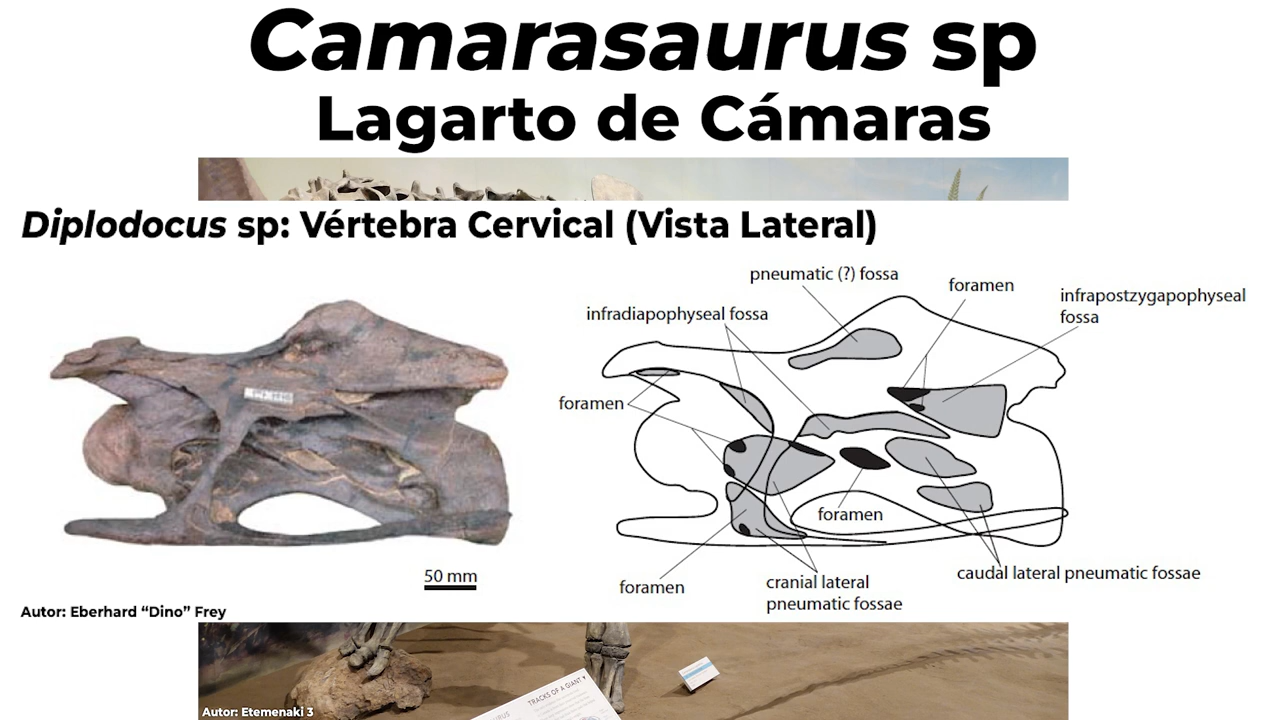 Camarasaurus sp
Lagarto de Cámaras
Diplodocus sp: Vértebra Cervical (Vista Lateral)
pneumatic (?) fossa
foramen
infrapostzygapophyseal
fossa
infradiapophyseal fossa
foramen
foramen
foramen
cranial lateral
pneumatic fossae
caudal lateral pneumatic fossae
50 mm
Autor: Eberhard “Dino” Frey
TRACKS OF A GIANT
Autor: Etemenaki 3